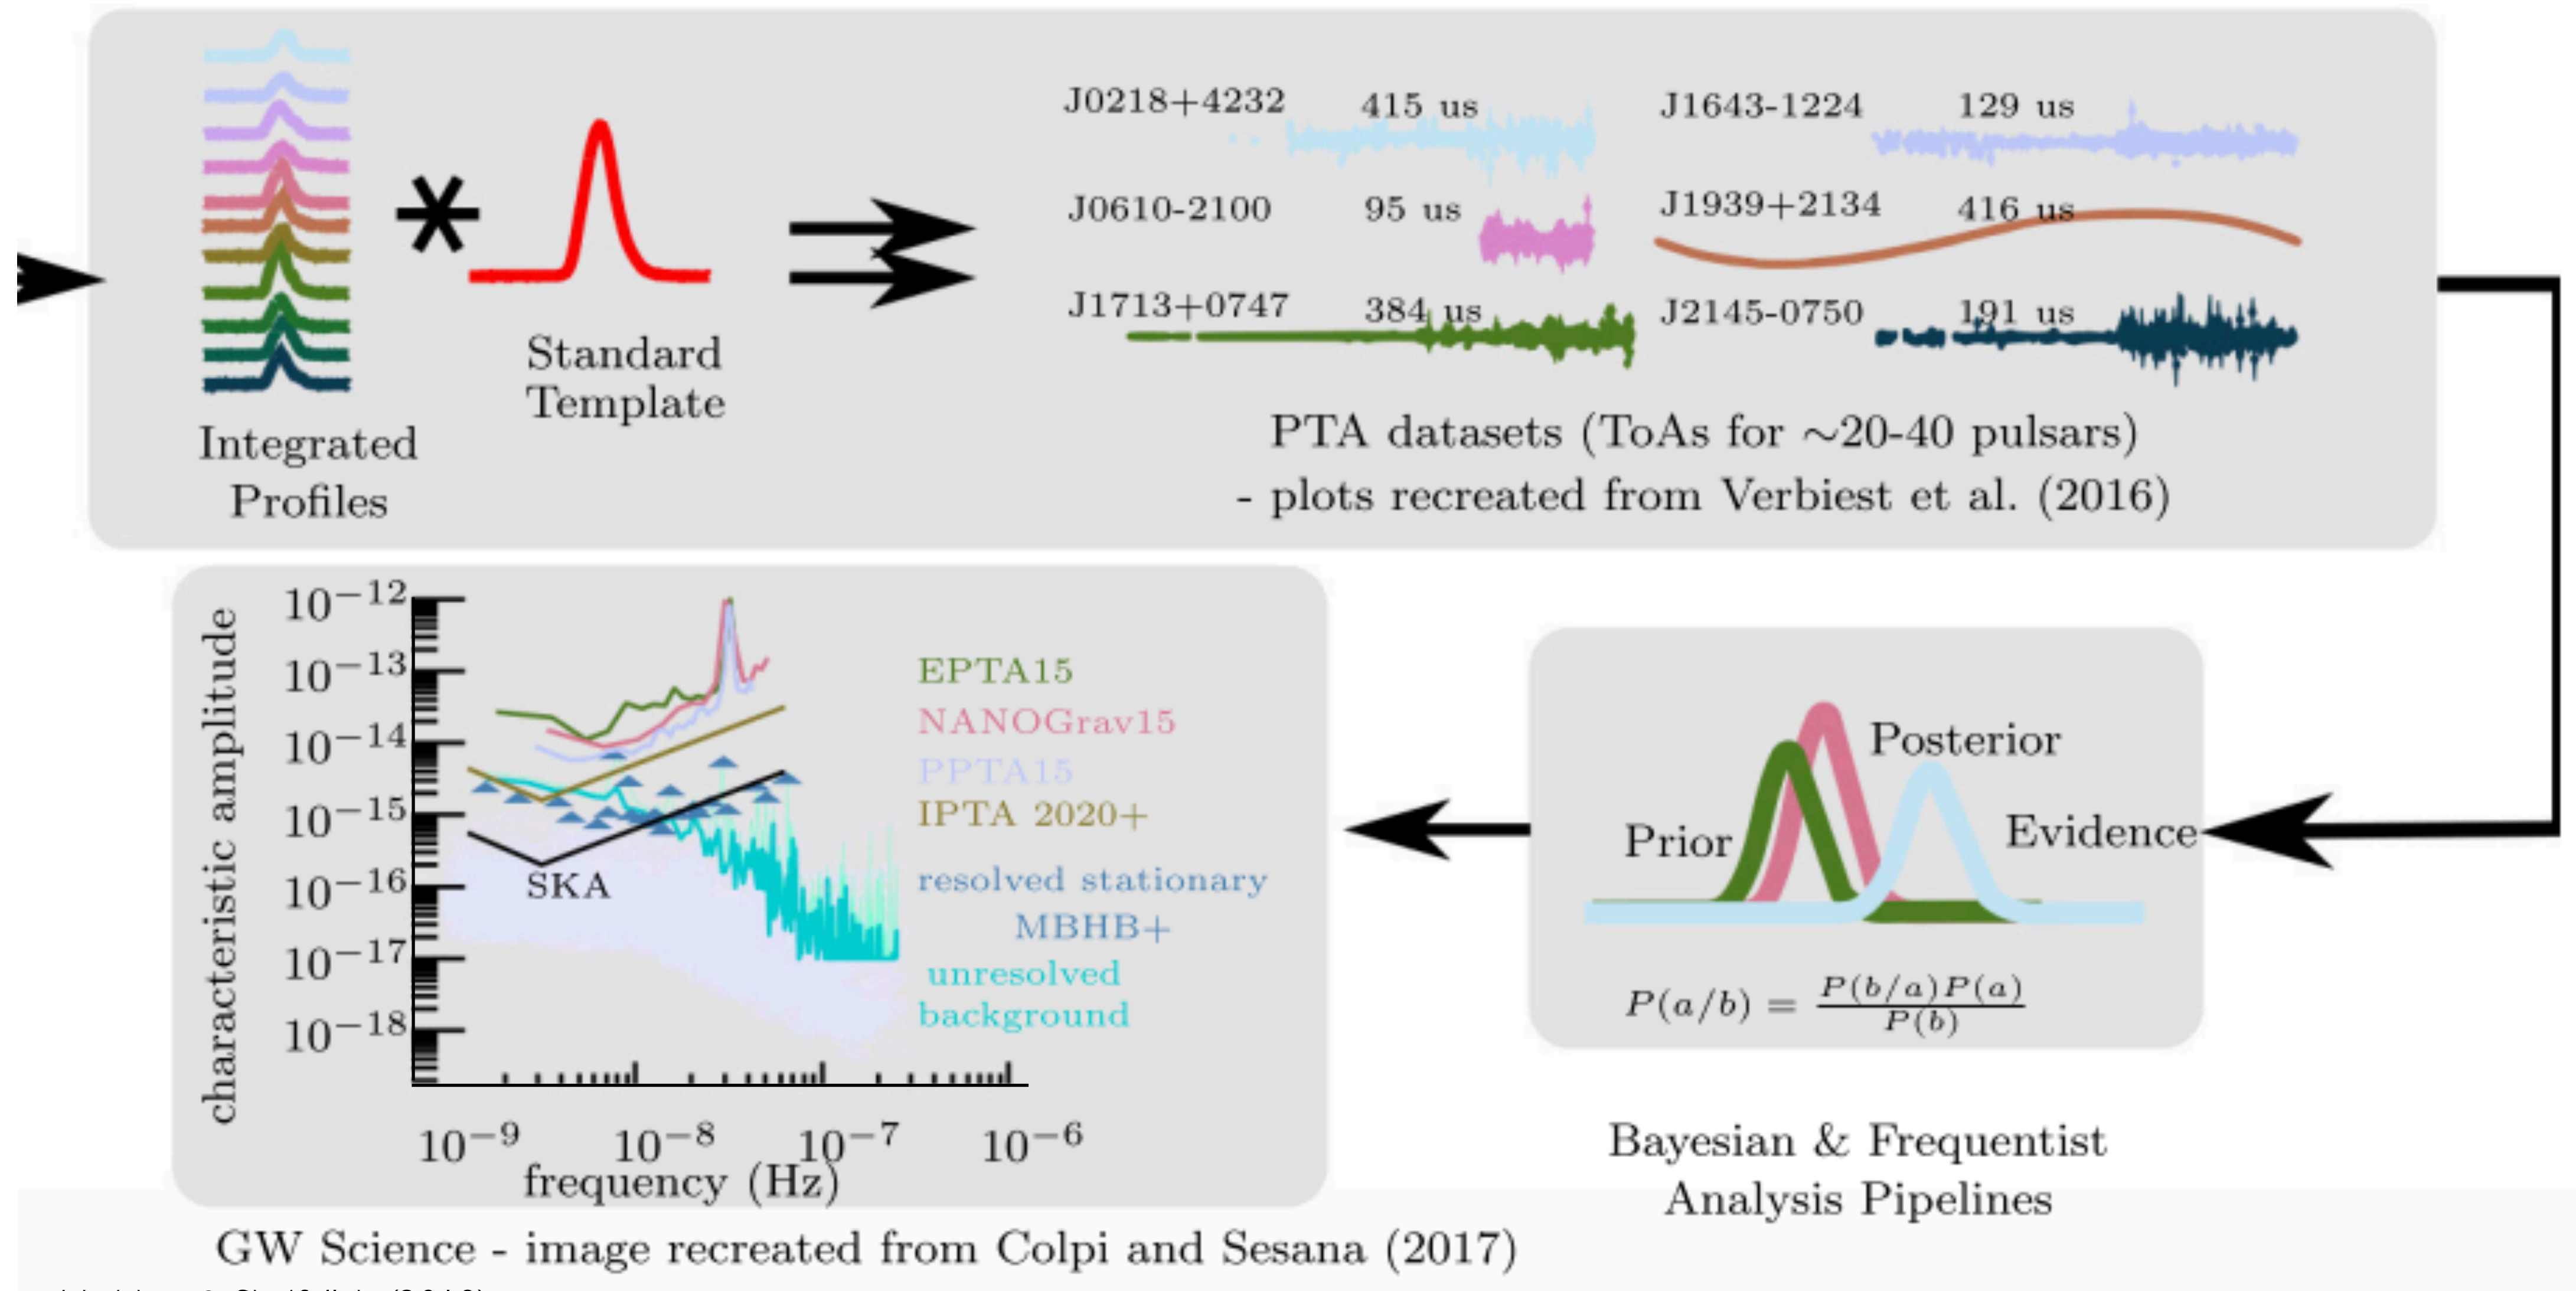 J0218+4232 415 us
J1643-1224 129 us
J0610-2100 95 us
J1939+2134 416 us
J1713+0747 384 us
J2145-0750 191 us
*
Standard
Template
Integrated
Profiles
PTA datasets (ToAs for ~20-40 pulsars)
- plots recreated from Verbiest et al. (2016)
characteristic amplitude
10−12
10−13
10−14
10−15
10−16
10−17
10−18
EPTA15
NANOGrav15
PPTA15
IPTA 2020+
resolved stationary
MBHB+
unresolved
background
SKA
10−9 10−8 10−7 10−6
frequency (Hz)
GW Science - image recreated from Colpi and Sesana (2017)
Posterior
Prior
Evidence
P(a/b) = P(b/a)P(a)
P(b)
Bayesian & Frequentist
Analysis Pipelines